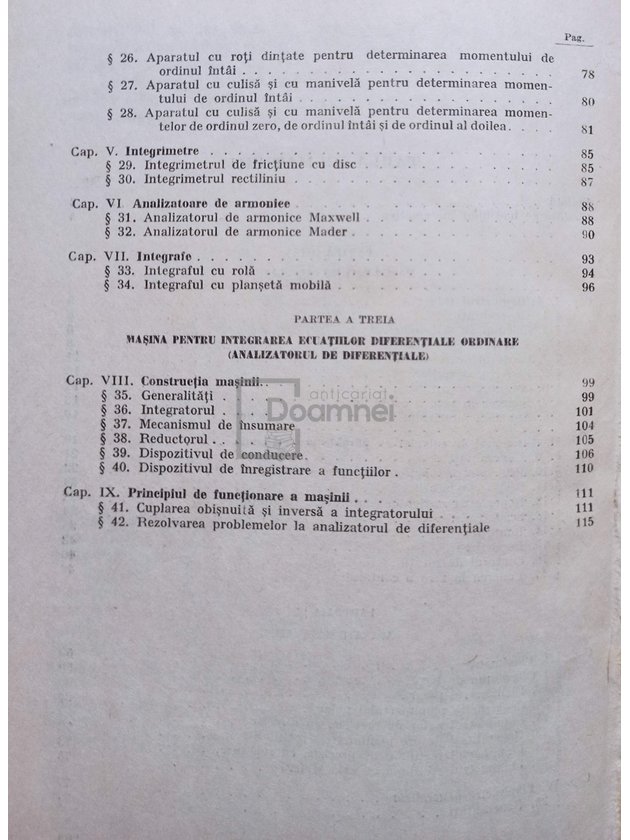 Pag.
§ 26. Aparatul cu roți dințate pentru determinarea momentului de
ordinul întâi . . . . . . . . . . . . . . . . . . . . . . 78
§ 27. Aparatul cu culisă și cu manivelă pentru determinarea momen-
tului de ordinul întâi . . . . . . . . . . . . . . . . . . 80
§ 28. Aparatul cu culisă și cu manivelă pentru determinarea momen-
telor de ordinul zero, de ordinul întâi și de ordinul al doilea . . . . 81
Cap. V. Integrimetre . . . . . . . . . . . . . . . . . . . . 85
§ 29. Integrimetrul de fricțiune cu disc . . . . . . . . . . . . 85
§ 30. Integrimetrul rectiliniu . . . . . . . . . . . . . . . . 87
Cap. VI. Analizatoare de armonice . . . . . . . . . . . . . . 88
§ 31. Analizatorul de armonice Maxwell . . . . . . . . . . . . 88
§ 32. Analizatorul de armonice Mader . . . . . . . . . . . . . 90
Cap. VII. Integrafe . . . . . . . . . . . . . . . . . . . . 93
§ 33. Integraful cu rolă . . . . . . . . . . . . . . . . . . 94
§ 34. Integraful cu planșetă mobilă . . . . . . . . . . . . . 96
PARTEA A TREIA
MAȘINA PENTRU INTEGRAREA ECUAȚIILOR DIFERENȚIALE ORDINARE
(ANALIZATORUL DE DIFERENȚIALE)
Cap. VIII. Construcția mașinii. . . . . . . . . . . . . . . . 99
§ 35. Generalități . . . . . . . . . . . . . . . . . . . . . 99
§ 36. Integratorul . . . . . . . . . . . . . . . . . . . . . 101
§ 37. Mecanismul de însumare . . . . . . . . . . . . . . . . 104
§ 38. Reductorul . . . . . . . . . . . . . . . . . . . . . . 105
§ 39. Dispozitivul de conducere . . . . . . . . . . . . . . . 106
§ 40. Dispozitivul de înregistrare a funcțiilor . . . . . . . . 110
Cap. IX. Principiul de funcționare a mașinii . . . . . . . . . 111
§ 41. Cuplarea obișnuită și inversă a integratorului . . . . . . 111
§ 42. Rezolvarea problemelor la analizatorul de diferențiale 115
anticariat
Doamnei